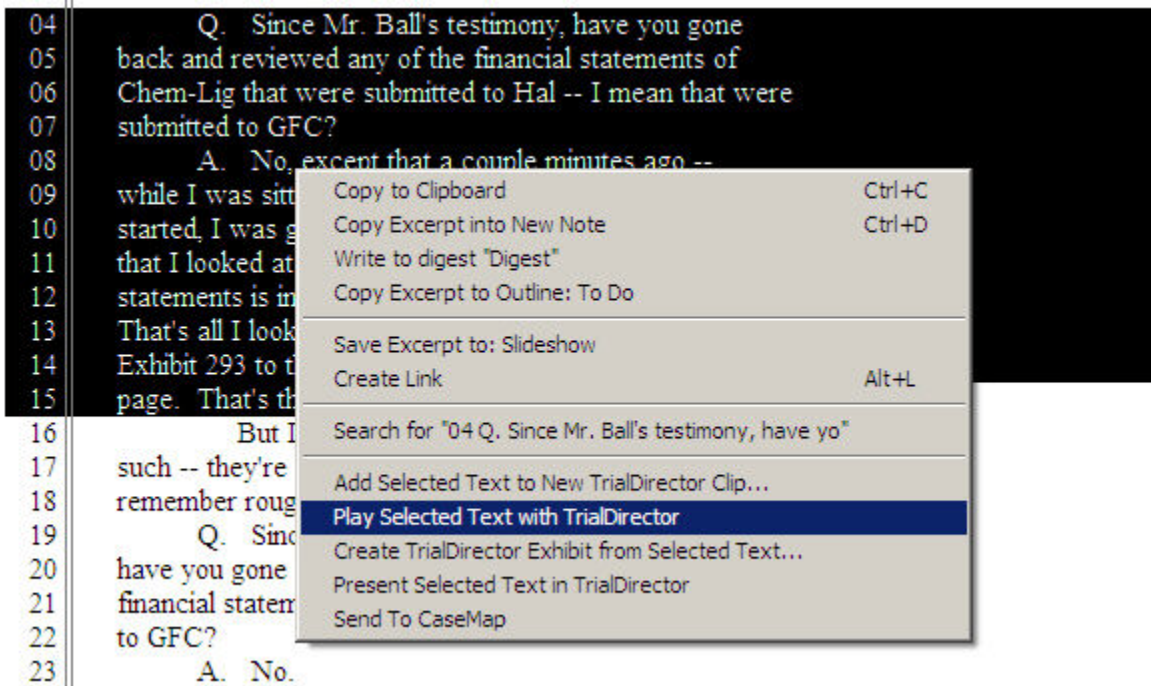 04 Q. Since Mr. Ball's testimony, have you gone
05 back and reviewed any of the financial statements of
06 Chem-Lig that were submitted to Hal -- I mean that were
07 submitted to GFC?
08 A. No, except that a couple minutes ago --
09 while I was sitt
10 started, I was g
11 that I looked at
12 statements is in
13 That's all I look
14 Exhibit 293 to t
15 page. That's th
16 But I
17 such -- they're
18 remember roug
19 Q. Sinc
20 have you gone
21 financial statem
22 to GFC?
23 A. No.
Copy to Clipboard Ctrl+C
Copy Excerpt into New Note Ctrl+D
Write to digest "Digest"
Copy Excerpt to Outline: To Do
Save Excerpt to: Slideshow
Create Link Alt+L
Search for "04 Q. Since Mr. Ball's testimony, have yo"
Add Selected Text to New TrialDirector Clip...
Play Selected Text with TrialDirector
Create TrialDirector Exhibit from Selected Text...
Present Selected Text in TrialDirector
Send To CaseMap